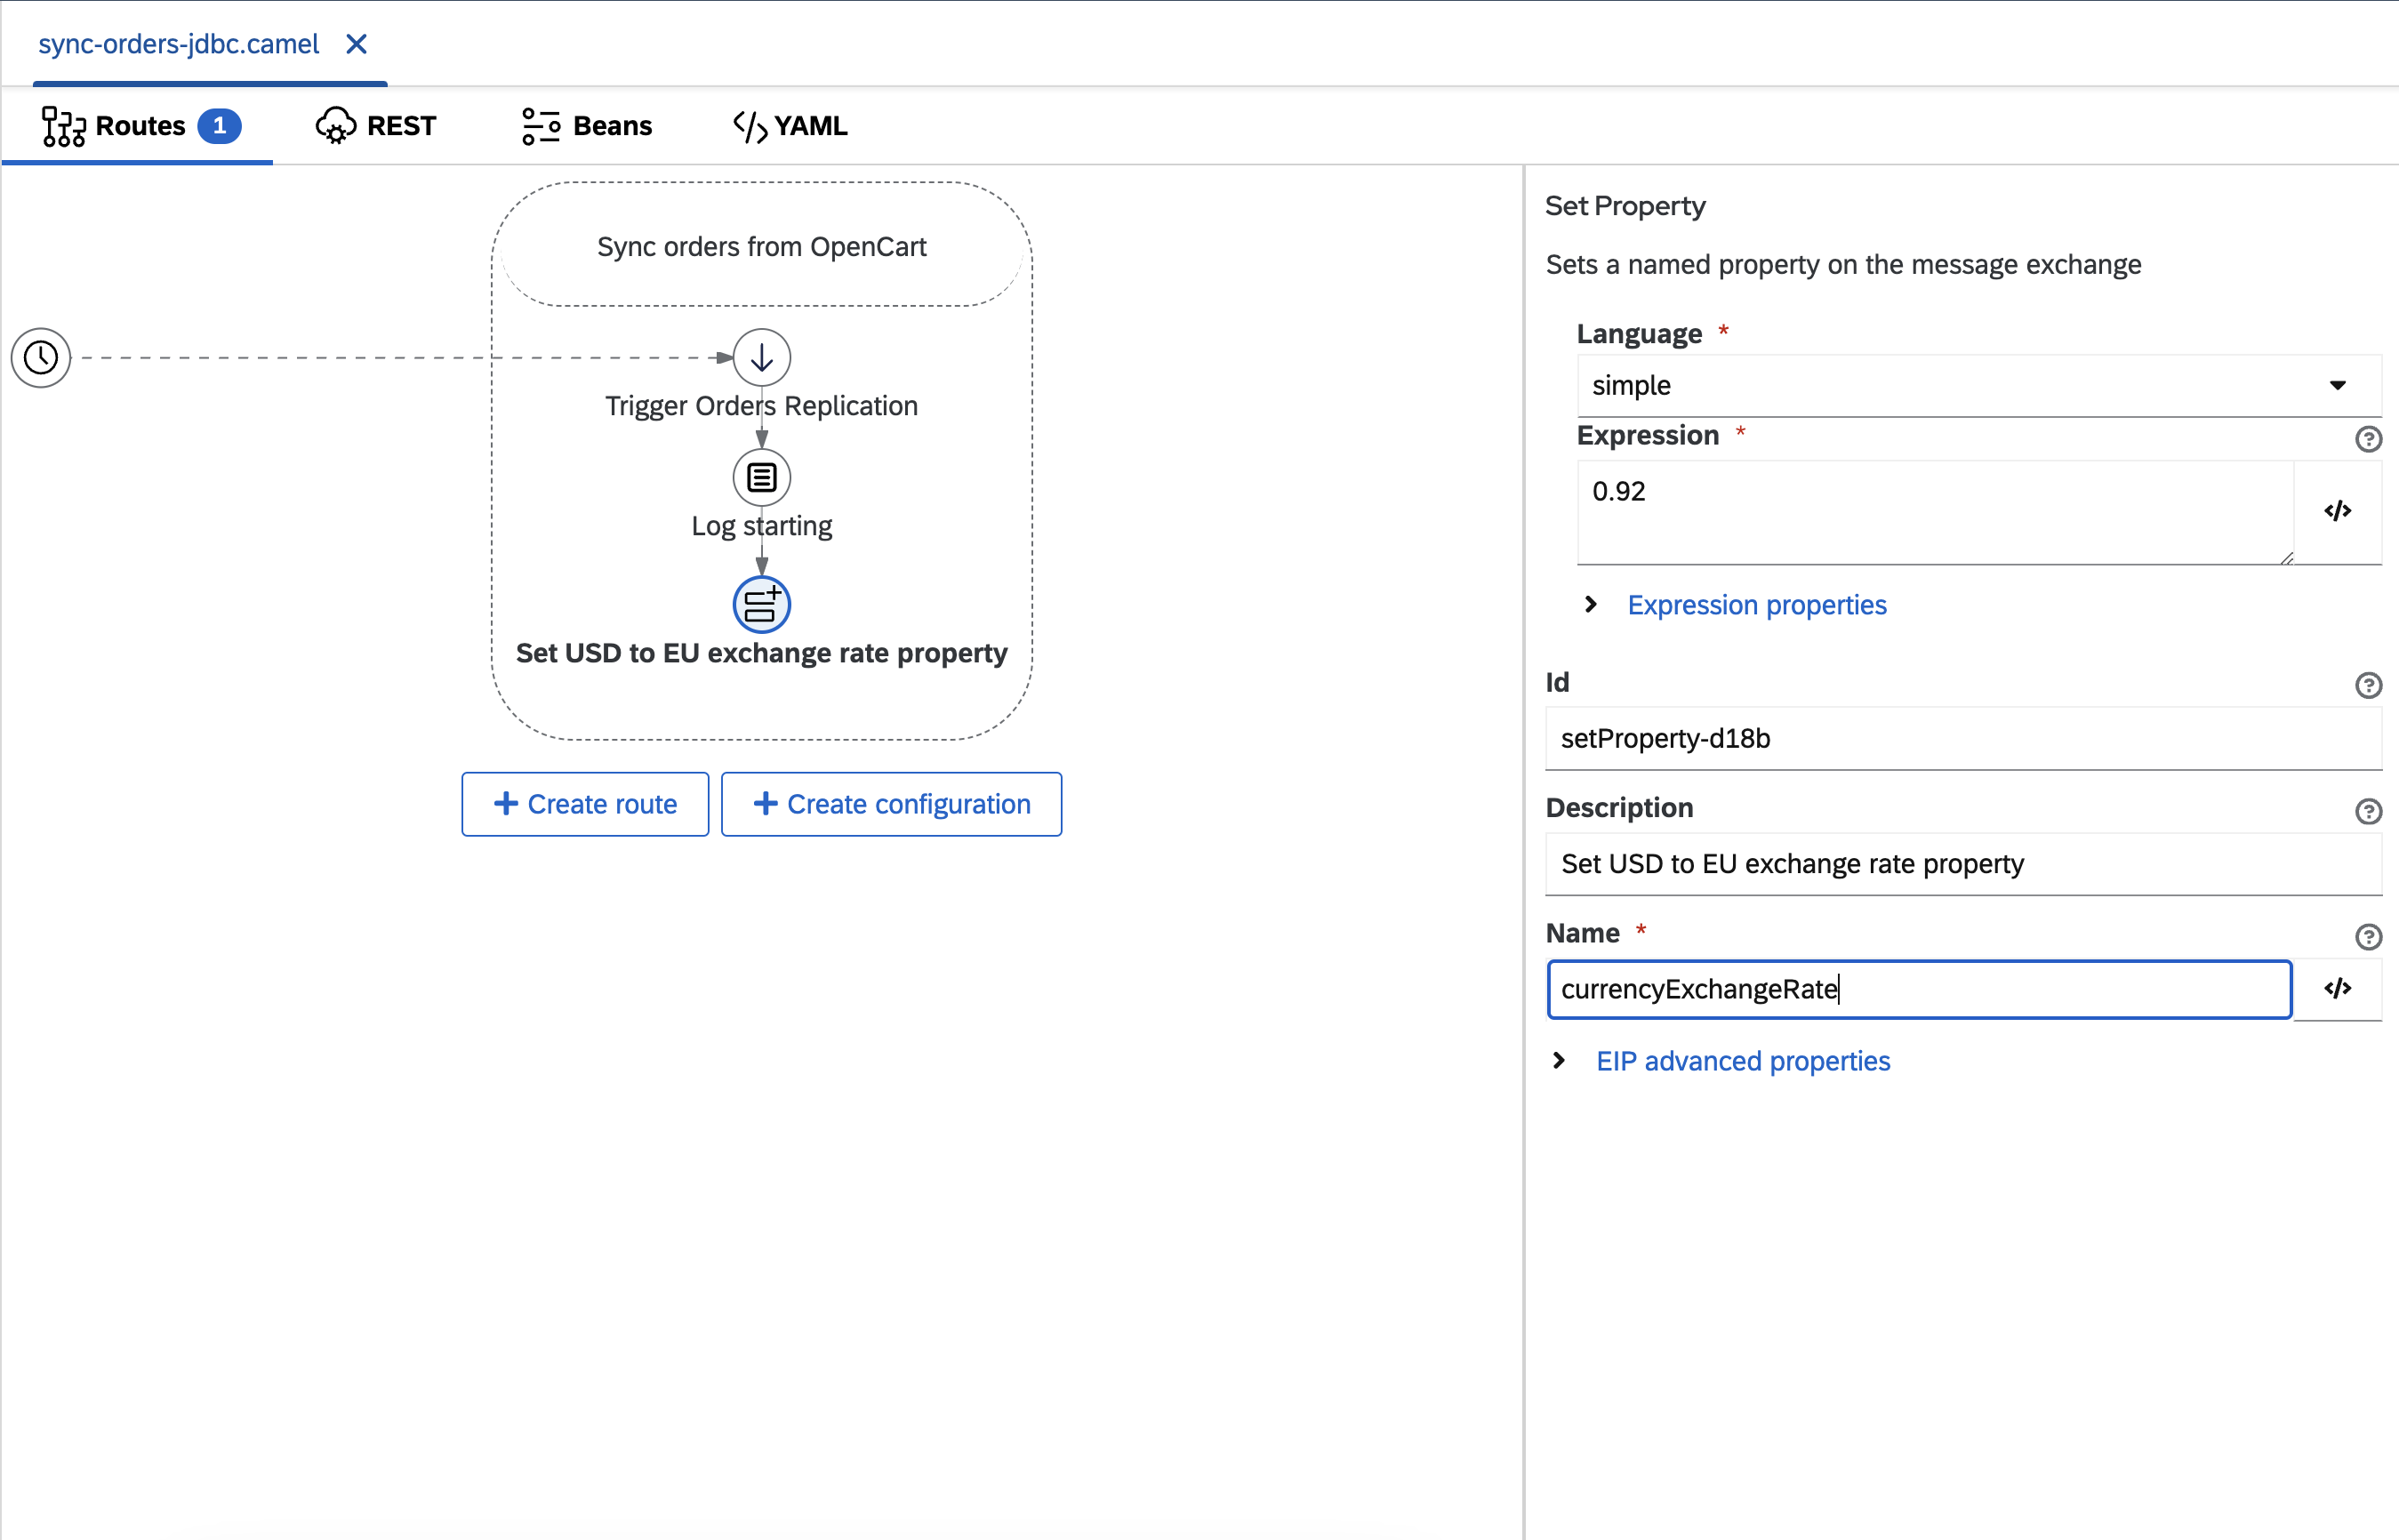 sync-orders-jdbc.camel
Routes 1 REST Beans YAML
Sync orders from OpenCart
Trigger Orders Replication
Log starting
Set USD to EU exchange rate property
Create route
Create configuration
Set Property
Sets a named property on the message exchange
Language *
simple
Expression *
0.92
Expression properties
Id
setProperty-d18b
Description
Set USD to EU exchange rate property
Name *
currencyExchangeRate
EIP advanced properties